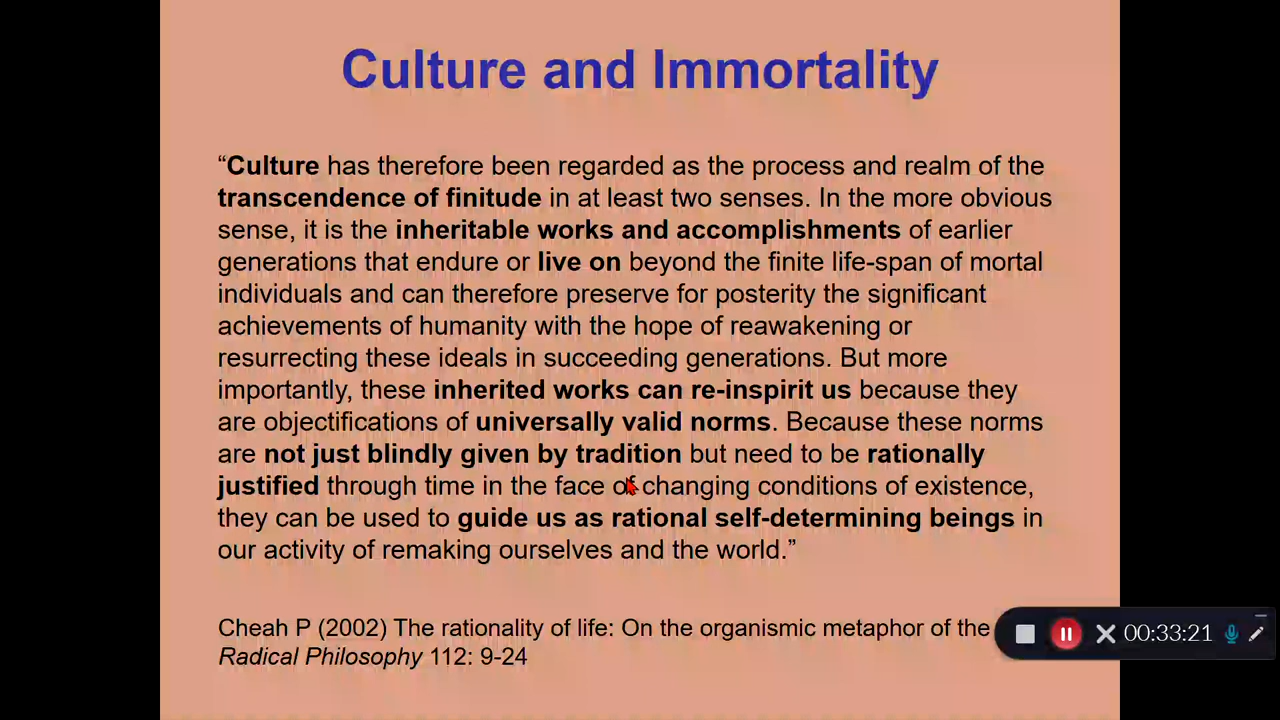 Culture and Immortality
“Culture has therefore been regarded as the process and realm of the
transcendence of finitude in at least two senses. In the more obvious
sense, it is the inheritable works and accomplishments of earlier
generations that endure or live on beyond the finite life-span of mortal
individuals and can therefore preserve for posterity the significant
achievements of humanity with the hope of reawakening or
resurrecting these ideals in succeeding generations. But more
importantly, these inherited works can re-inspirit us because they
are objectifications of universally valid norms. Because these norms
are not just blindly given by tradition but need to be rationally
justified through time in the face of changing conditions of existence,
they can be used to guide us as rational self-determining beings in
our activity of remaking ourselves and the world.”
Cheah P (2002) The rationality of life: On the organismic metaphor of the
Radical Philosophy 112: 9-24
00:33:21